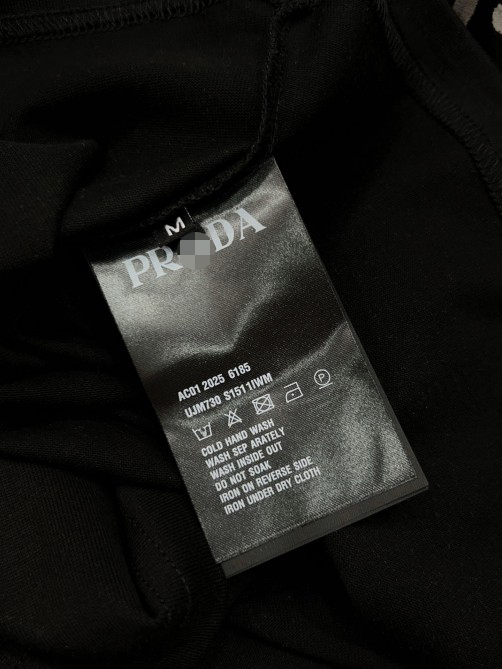 M
PR DA
AC01 2025 6185
UJM730 S1511IWM
COLD HAND WASH
WASH SEP ARATELY
WASH INSIDE OUT
DO NOT SOAK
IRON ON REVERSE SIDE
IRON UNDER DRY CLOTH